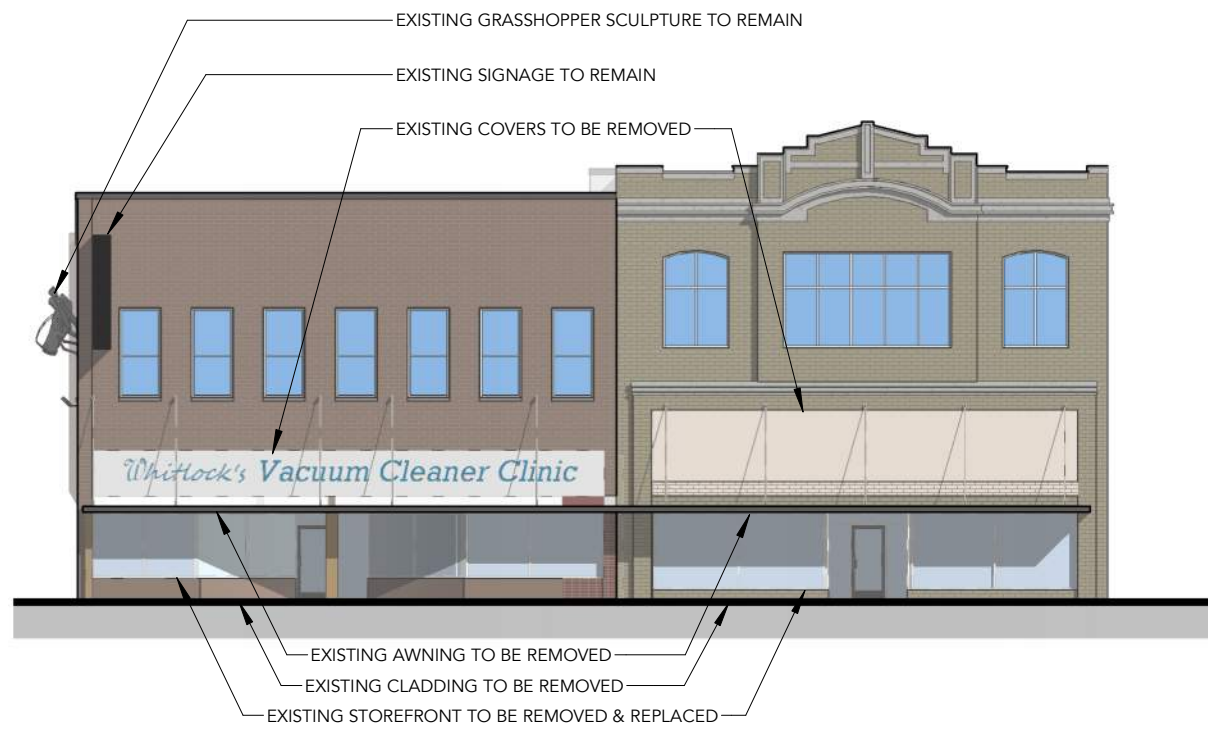 EXISTING GRASSHOPPER SCULPTURE TO REMAIN
EXISTING SIGNAGE TO REMAIN
EXISTING COVERS TO BE REMOVED
Whitlock's Vacuum Cleaner Clinic
EXISTING AWNING TO BE REMOVED
EXISTING CLADDING TO BE REMOVED
EXISTING STOREFRONT TO BE REMOVED & REPLACED